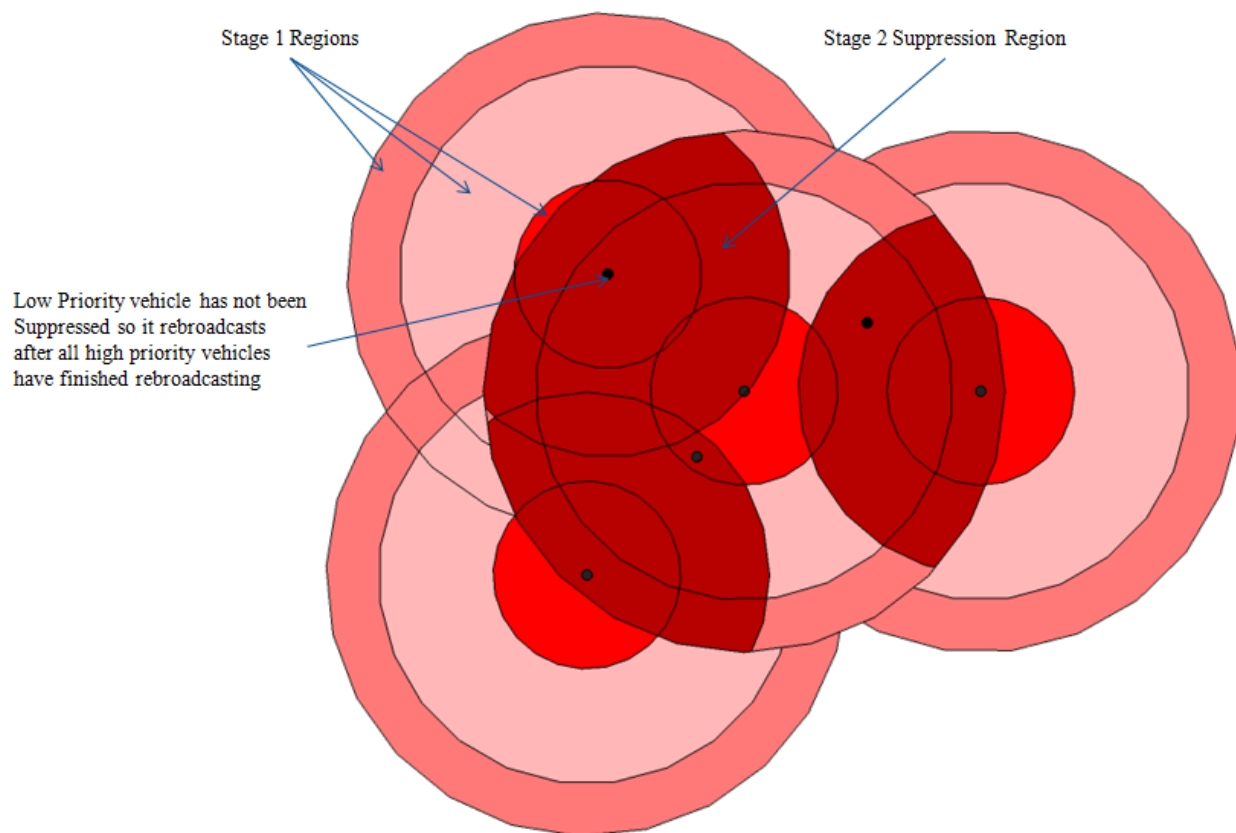 Stage 1 Regions
Stage 2 Suppression Region
Low Priority vehicle has not been
Suppressed so it rebroadcasts
after all high priority vehicles
have finished rebroadcasting